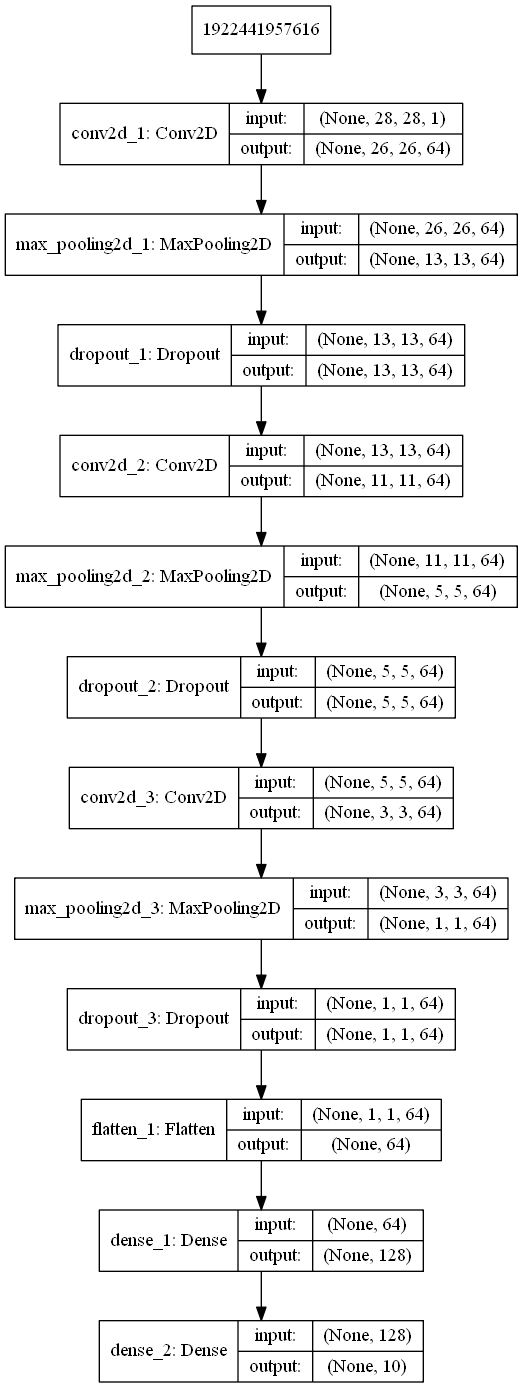 1922441957616
conv2d_1: Conv2D
input:
(None, 28, 28, 1)
output:
(None, 26, 26, 64)
max_pooling2d_1: MaxPooling2D
input:
(None, 26, 26, 64)
output:
(None, 13, 13, 64)
dropout_1: Dropout
input:
(None, 13, 13, 64)
output:
(None, 13, 13, 64)
conv2d_2: Conv2D
input:
(None, 13, 13, 64)
output:
(None, 11, 11, 64)
max_pooling2d_2: MaxPooling2D
input:
(None, 11, 11, 64)
output:
(None, 5, 5, 64)
dropout_2: Dropout
input:
(None, 5, 5, 64)
output:
(None, 5, 5, 64)
conv2d_3: Conv2D
input:
(None, 5, 5, 64)
output:
(None, 3, 3, 64)
max_pooling2d_3: MaxPooling2D
input:
(None, 3, 3, 64)
output:
(None, 1, 1, 64)
dropout_3: Dropout
input:
(None, 1, 1, 64)
output:
(None, 1, 1, 64)
flatten_1: Flatten
input:
(None, 1, 1, 64)
output:
(None, 64)
dense_1: Dense
input:
(None, 64)
output:
(None, 128)
dense_2: Dense
input:
(None, 128)
output:
(None, 10)